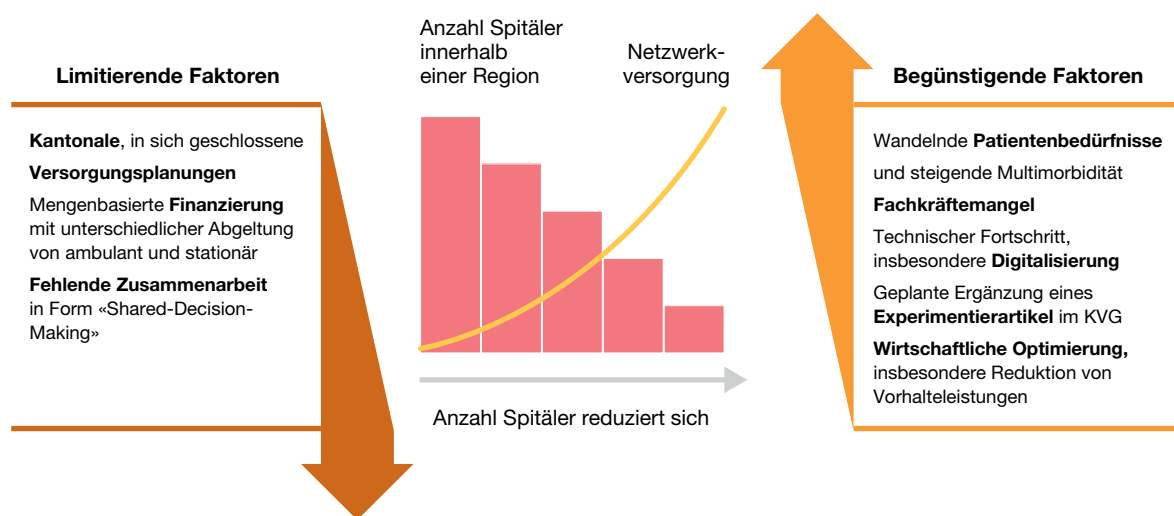 Limitierende Faktoren
Kantonale, in sich geschlossene
Versorgungsplanungen
Mengenbasierte Finanzierung
mit unterschiedlicher Abgeltung
von ambulant und stationär
Fehlende Zusammenarbeit
in Form «Shared-Decision-
Making»
Anzahl Spitäler
innerhalb
einer Region
Netzwerk-
versorgung
Anzahl Spitäler reduziert sich
Begünstigende Faktoren
Wandelnde Patientenbedürfnisse
und steigende Multimorbidität
Fachkräftemangel
Technischer Fortschritt,
insbesondere Digitalisierung
Geplante Ergänzung eines
Experimentierartikel im KVG
Wirtschaftliche Optimierung,
insbesondere Reduktion von
Vorhalteleistungen